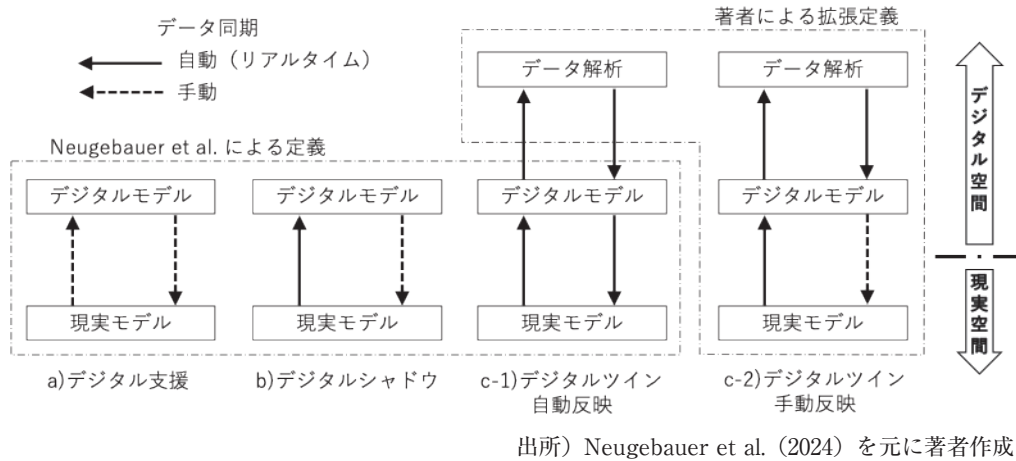 データ同期
自動（リアルタイム）
手動
著者による拡張定義
データ解析
データ解析
Neugebauer et al. による定義
デジタルモデル
デジタルモデル
デジタルモデル
デジタルモデル
現実モデル
現実モデル
現実モデル
現実モデル
デジタル空間
現実空間
a)デジタル支援
b)デジタルシャドウ
c-1)デジタルツイン
自動反映
c-2)デジタルツイン
手動反映
出所）Neugebauer et al.（2024）を元に著者作成